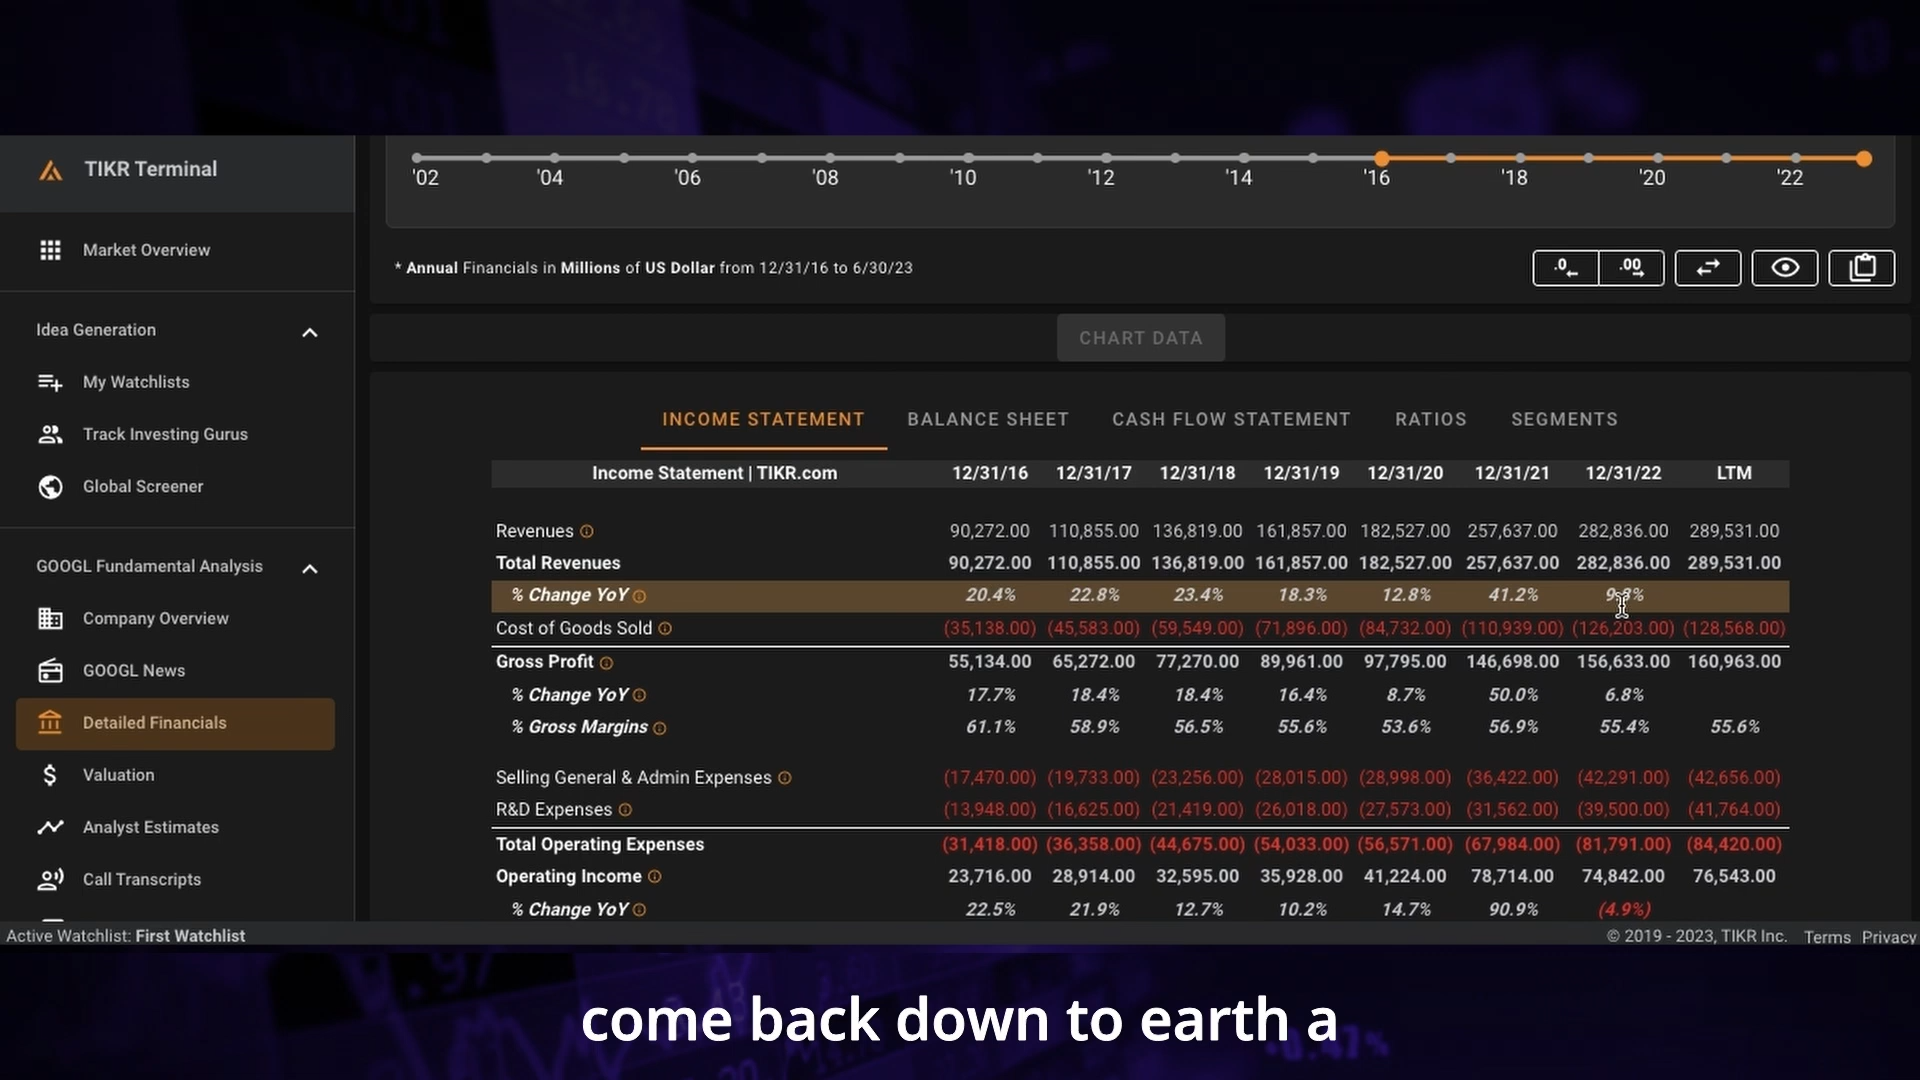 TIKR Terminal
Market Overview
Idea Generation
My Watchlists
Track Investing Gurus
Global Screener
GOOGL Fundamental Analysis
Company Overview
GOOGL News
Detailed Financials
Valuation
Analyst Estimates
Call Transcripts
'02 '04 '06 '08 '10 '12 '14 '16 '18 '20 '22
* Annual Financials in Millions of US Dollar from 12/31/16 to 6/30/23
.0 .00
CHART DATA
INCOME STATEMENT BALANCE SHEET CASH FLOW STATEMENT RATIOS SEGMENTS
Income Statement | TIKR.com 12/31/16 12/31/17 12/31/18 12/31/19 12/31/20 12/31/21 12/31/22 LTM
Revenues 90,272.00 110,855.00 136,819.00 161,857.00 182,527.00 257,637.00 282,836.00 289,531.00
Total Revenues 90,272.00 110,855.00 136,819.00 161,857.00 182,527.00 257,637.00 282,836.00 289,531.00
% Change YoY 20.4% 22.8% 23.4% 18.3% 12.8% 41.2%
Cost of Goods Sold (35,138.00) (45,583.00) (59,549.00) (71,896.00) (84,732.00) (110,939.00) (126,203.00) (128,568.00)
Gross Profit 55,134.00 65,272.00 77,270.00 89,961.00 97,795.00 146,698.00 156,633.00 160,963.00
% Change YoY 17.7% 18.4% 18.4% 16.4% 8.7% 50.0% 6.8%
% Gross Margins 61.1% 58.9% 56.5% 55.6% 53.6% 56.9% 55.4% 55.6%
Selling General & Admin Expenses (17,470.00) (19,733.00) (23,256.00) (28,015.00) (28,998.00) (36,422.00) (42,291.00) (42,656.00)
R&D Expenses (13,948.00) (16,625.00) (21,419.00) (26,018.00) (27,573.00) (31,562.00) (39,500.00) (41,764.00)
Total Operating Expenses (31,418.00) (36,358.00) (44,675.00) (54,033.00) (56,571.00) (67,984.00) (81,791.00) (84,420.00)
Operating Income 23,716.00 28,914.00 32,595.00 35,928.00 41,224.00 78,714.00 74,842.00 76,543.00
% Change YoY 22.5% 21.9% 12.7% 10.2% 14.7% 90.9% (4.9%)
Active Watchlist: First Watchlist
© 2019 - 2023, TIKR Inc. Terms Privacy
come back down to earth a